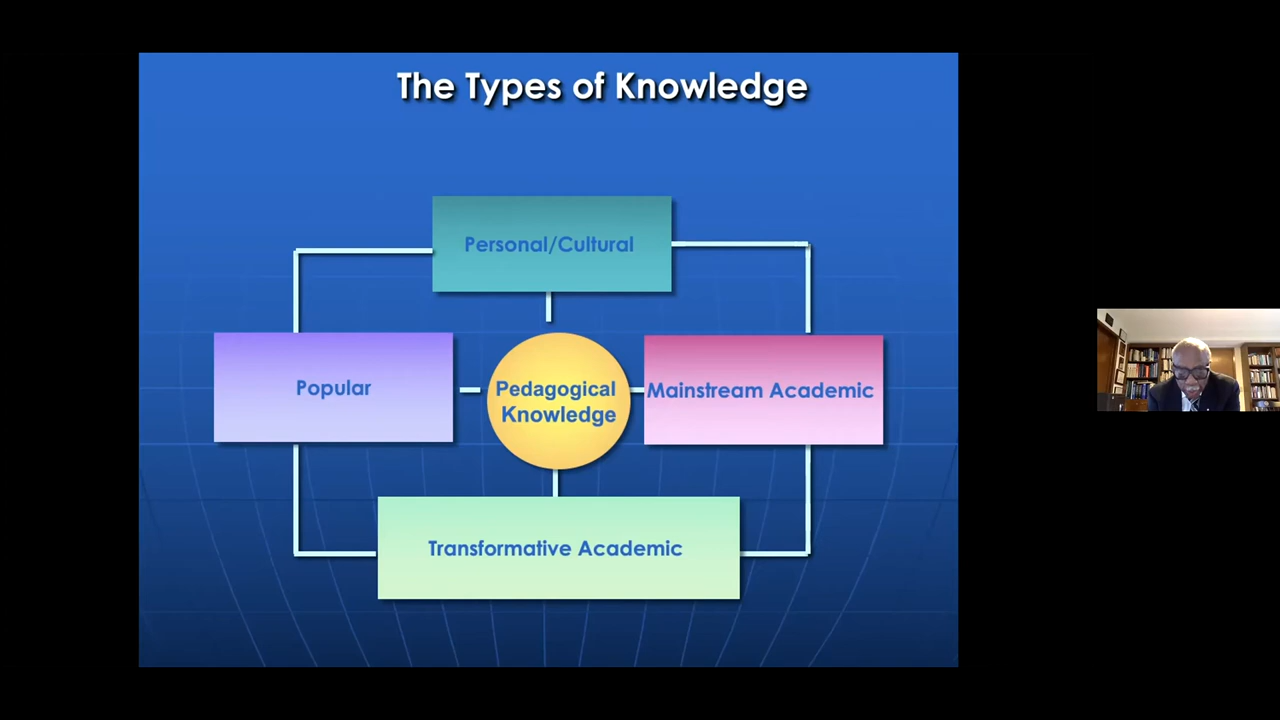 The Types of Knowledge
Personal/Cultural
Popular
Pedagogical
Knowledge
Mainstream Academic
Transformative Academic